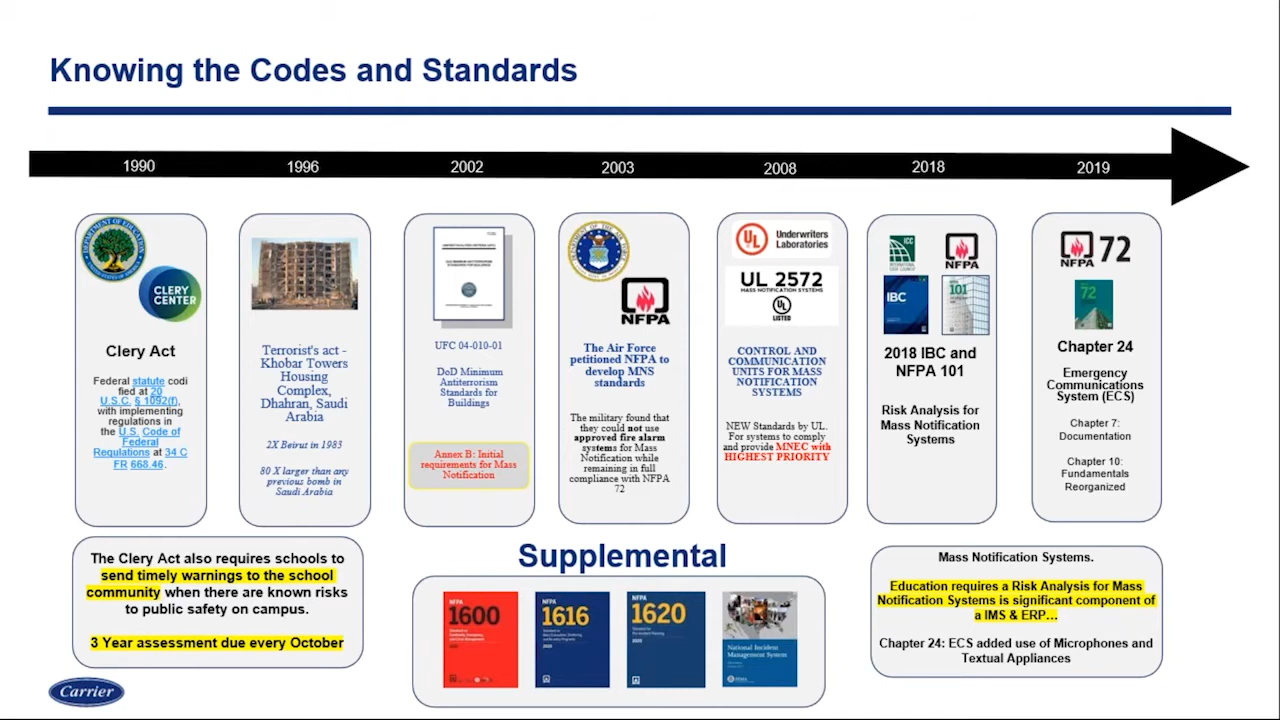 Knowing the Codes and Standards
1990
1996
2002
2003
2008
2018
2019
CLERY
CENTER
Clery Act
Federal statute codi
fied at 20
U.S.C. § 1092(f),
with implementing
regulations in
the U.S. Code of
Federal
Regulations at 34 C
FR 668.46.
Terrorist's act -
Khobar Towers
Housing
Complex,
Dhahran, Saudi
Arabia
2X Beirut in 1983
80 X larger than any
previous bomb in
Saudi Arabia
UFC 04-010-01
DoD Minimum
Antiterrorism
Standards for
Buildings
Annex B: Initial
requirements for Mass
Notification
NFPA
The Air Force
petitioned NFPA to
develop MNS
standards
The military found that
they could not use
approved fire alarm
systems for Mass
Notification while
remaining in full
compliance with NFPA
72
UL
Underwriters
Laboratories
UL 2572
MASS NOTIFICATION SYSTEMS
UL
LISTED
CONTROL AND
COMMUNICATION
UNITS FOR MASS
NOTIFICATION
SYSTEMS
NEW Standards by UL.
For systems to comply
and provide MNEC with
HIGHEST PRIORITY
ICC
NFPA
IBC
101
2018 IBC and
NFPA 101
Risk Analysis for
Mass Notification
Systems
NFPA 72
72
Chapter 24
Emergency
Communications
System (ECS)
Chapter 7:
Documentation
Chapter 10:
Fundamentals
Reorganized
The Clery Act also requires schools to
send timely warnings to the school
community when there are known risks
to public safety on campus.
3 Year assessment due every October
Supplemental
NFPA
1600
NFPA
1616
NFPA
1620
National Incident
Management System
FEMA
Mass Notification Systems.
Education requires a Risk Analysis for Mass
Notification Systems is significant component of
a IMS & ERP…
Chapter 24: ECS added use of Microphones and
Textual Appliances
Carrier